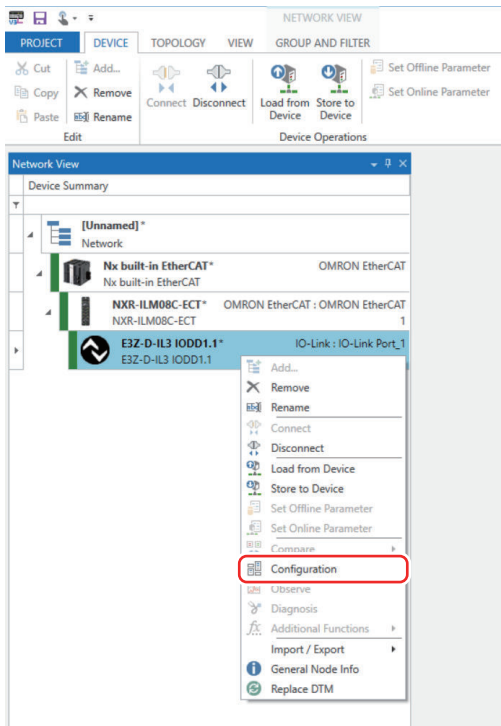 NETWORK VIEW
PROJECT DEVICE TOPOLOGY VIEW GROUP AND FILTER
Cut Add... Set Offline Parameter
Copy Remove Connect Disconnect Load from Device Store to Device Set Online Parameter
Paste Rename
Edit Device Operations
Network View
Device Summary
[Unnamed]*
Network
Nx built-in EtherCAT* OMRON EtherCAT
Nx built-in EtherCAT
NXR-ILM08C-ECT* OMRON EtherCAT : OMRON EtherCAT
NXR-ILM08C-ECT 1
E3Z-D-IL3 IODD1.1* IO-Link : IO-Link Port_1
E3Z-D-IL3 IODD1.1
Add...
Remove
Rename
Connect
Disconnect
Load from Device
Store to Device
Set Offline Parameter
Set Online Parameter
Compare
Configuration
Observe
Diagnosis
Additional Functions
Import / Export
General Node Info
Replace DTM